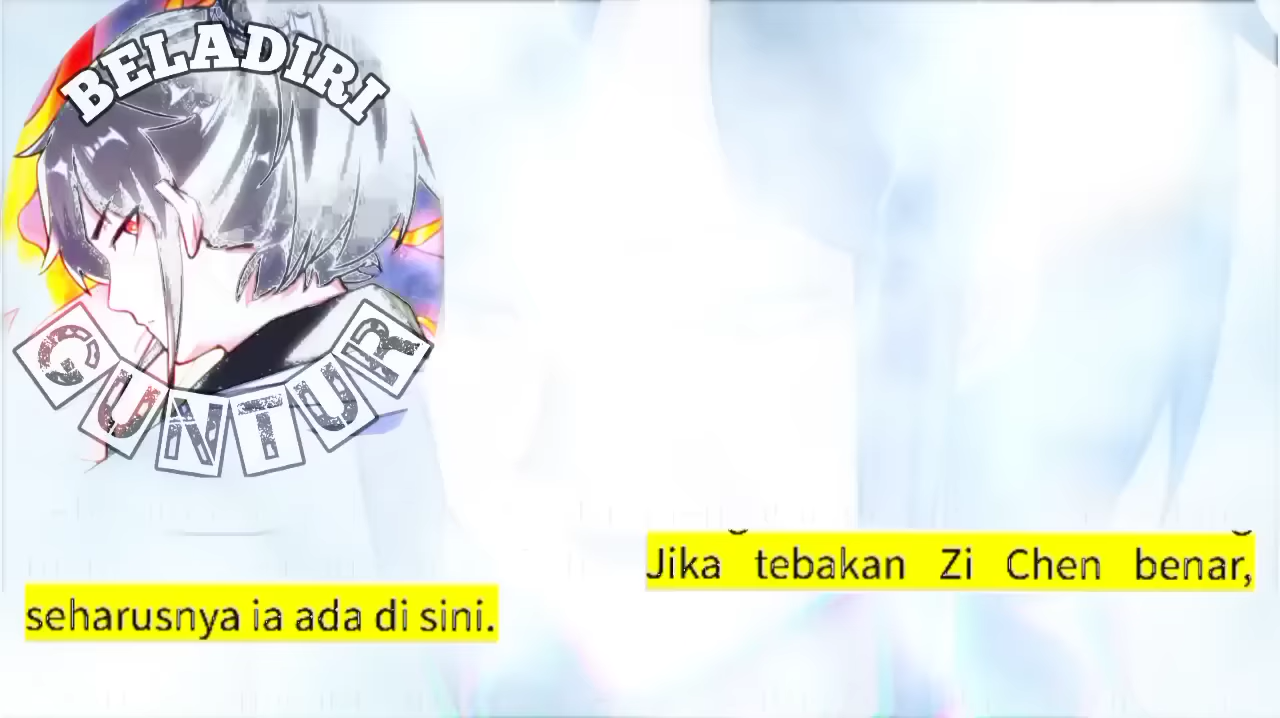 BELADIRI
GUNTUR
Jika tebakan Zi Chen benar,
seharusnya ia ada di sini.